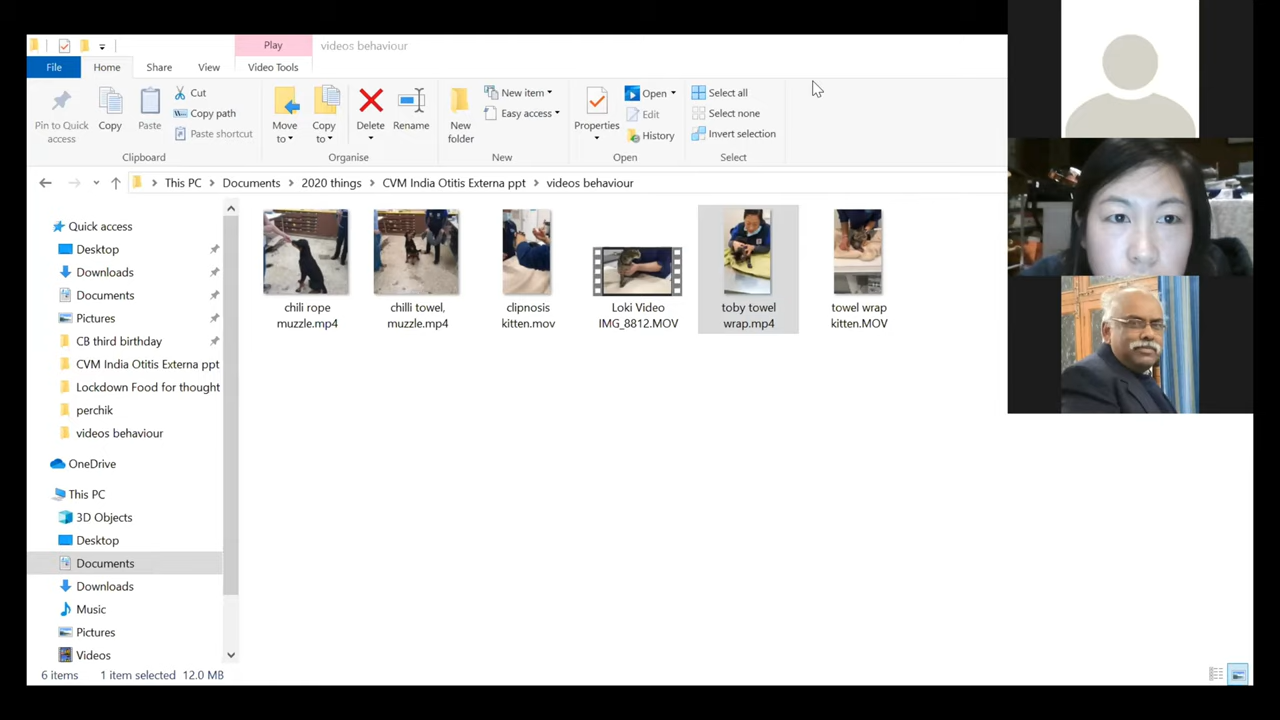 Play
videos behaviour
File
Home
Share
View
Video Tools
Pin to Quick access
Copy
Paste
Cut
Copy path
Paste shortcut
Clipboard
Move to
Copy to
Delete
Rename
Organise
New folder
New item
Easy access
New
Properties
Open
Edit
History
Open
Select all
Select none
Invert selection
Select
This PC > Documents > 2020 things > CVM India Otitis Externa ppt > videos behaviour
Quick access
Desktop
Downloads
Documents
Pictures
CB third birthday
CVM India Otitis Externa ppt
Lockdown Food for thought
perchik
videos behaviour
OneDrive
This PC
3D Objects
Desktop
Documents
Downloads
Music
Pictures
Videos
chili rope
muzzle.mp4
chilli towel,
muzzle.mp4
clipnosis
kitten.mov
Loki Video
IMG_8812.MOV
toby towel
wrap.mp4
towel wrap
kitten.MOV
6 items
1 item selected 12.0 MB